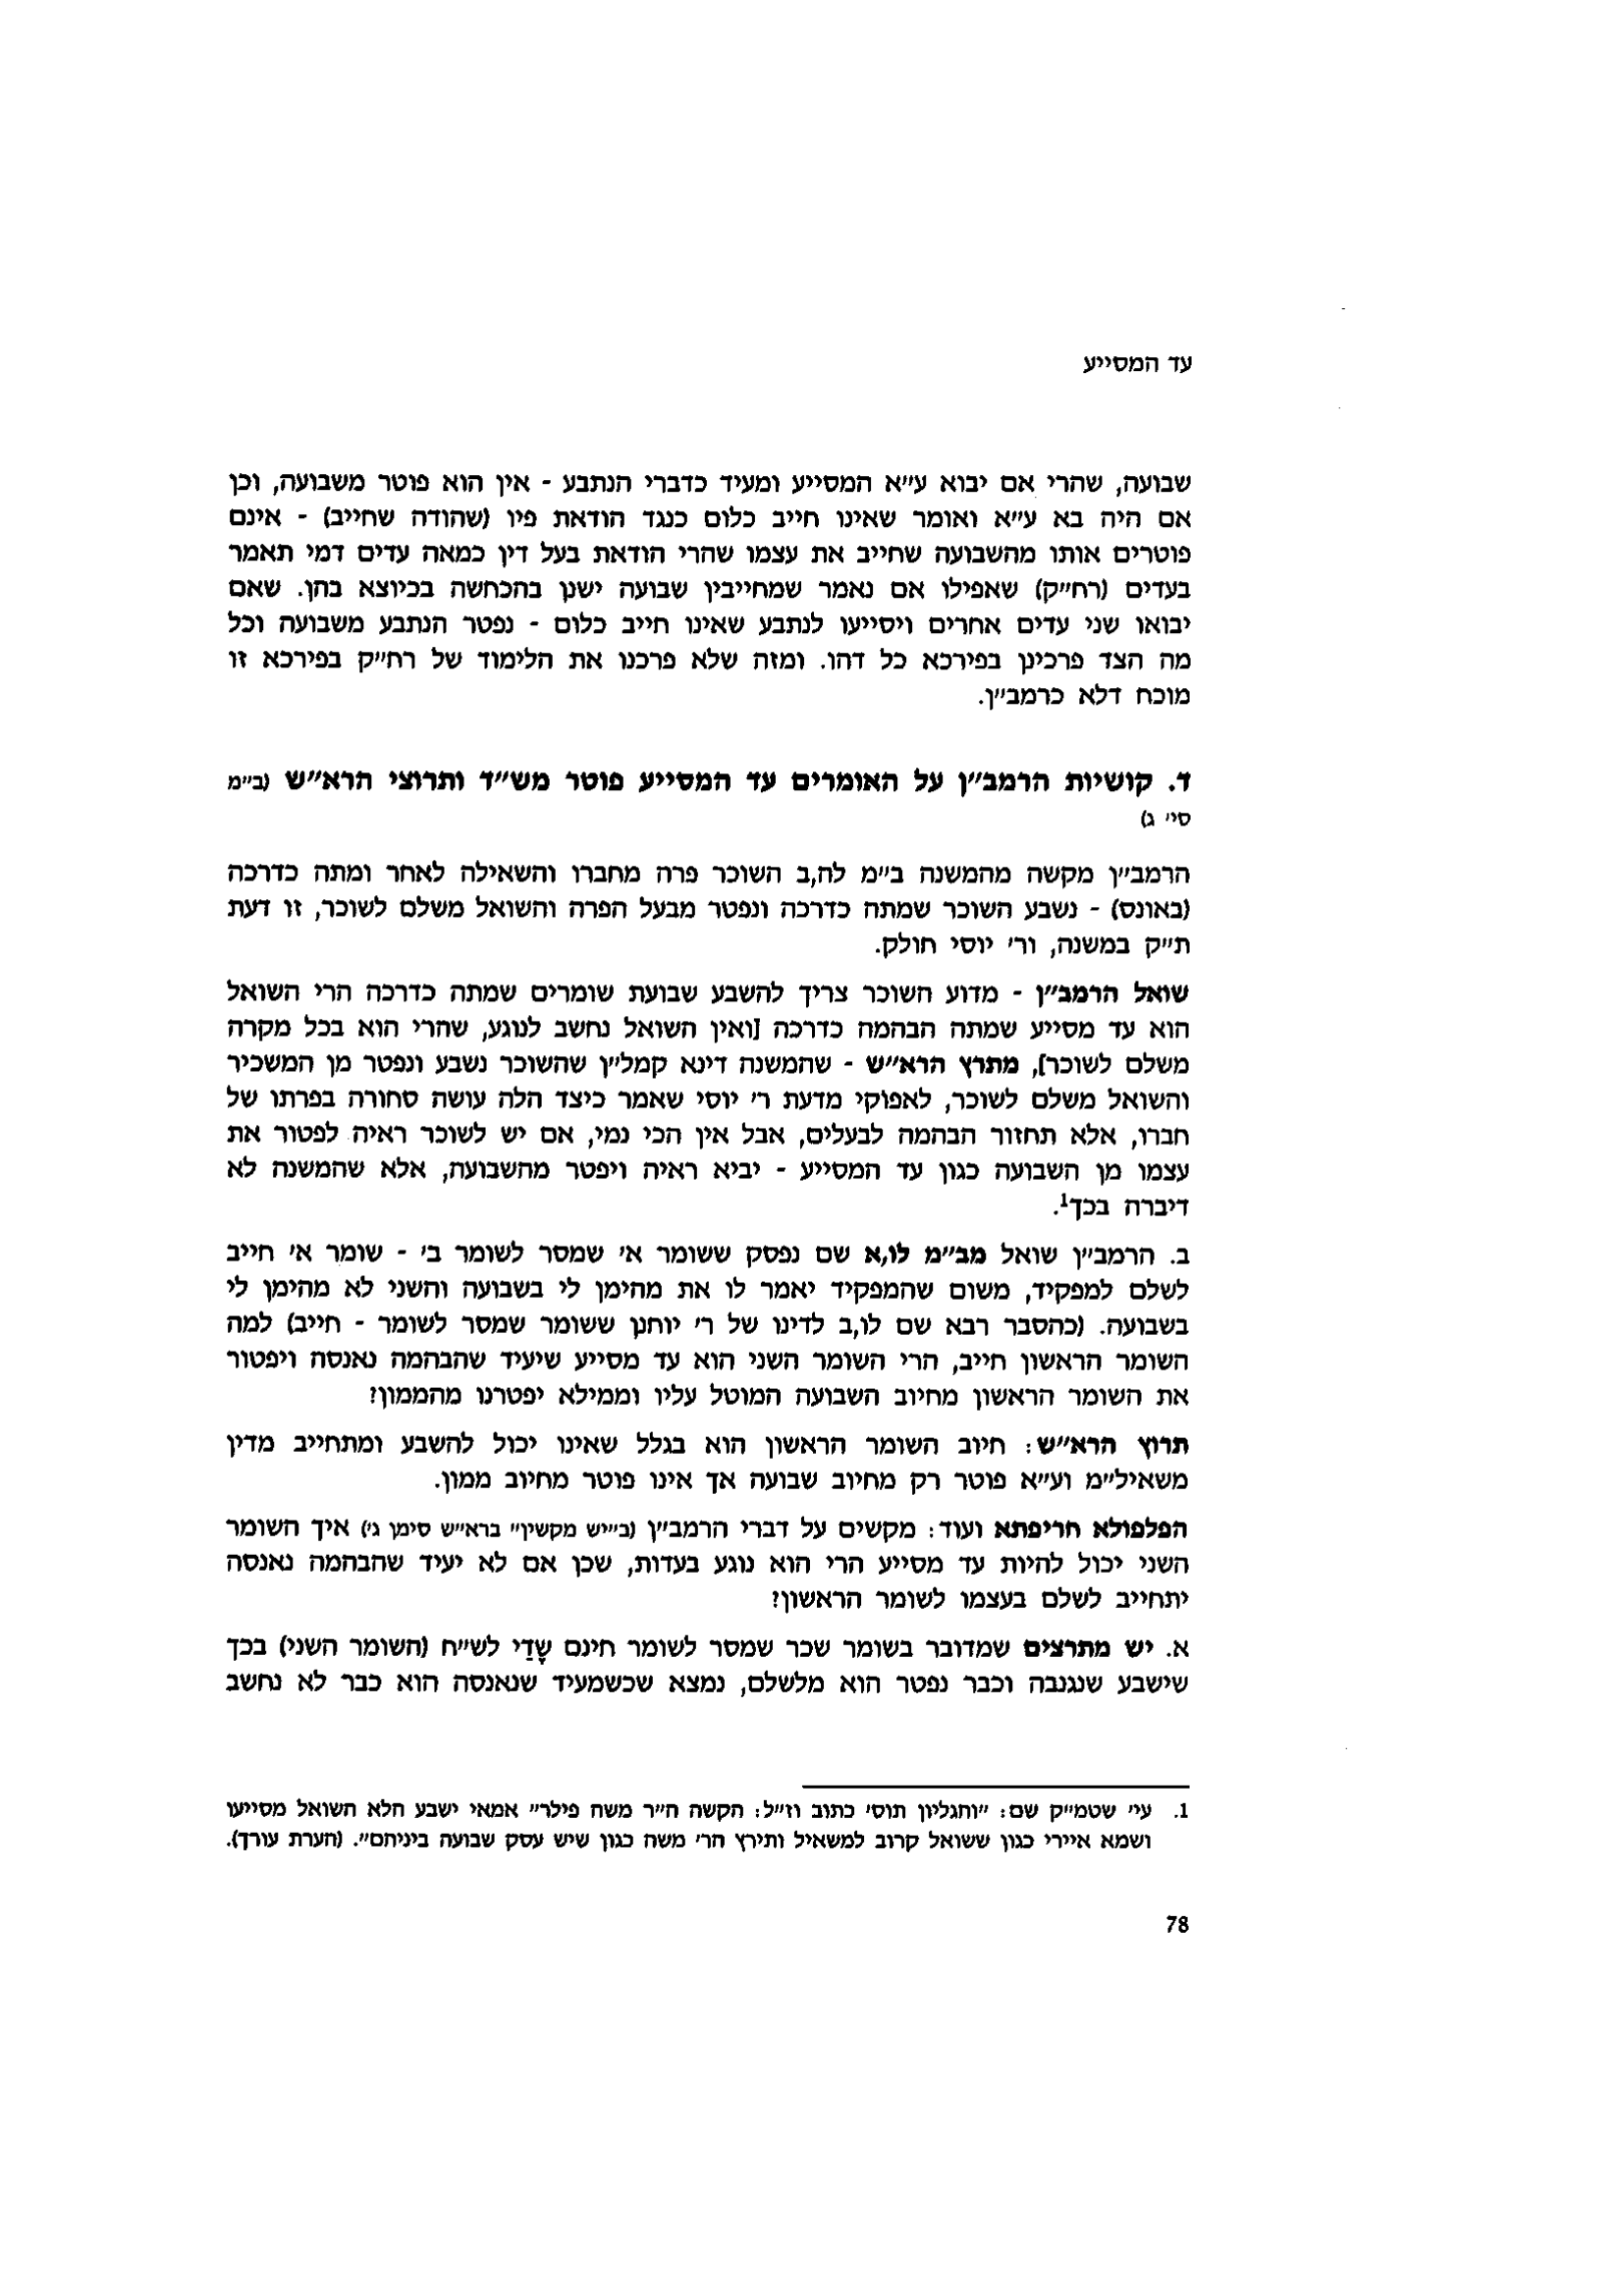 עד המסייע
שבועה, שהרי אם יבוא ע״א המסייע ומעיד כדברי הנתבע - אין הוא פוטר משבועה, וכן
אם היה בא ע״א ואומר שאינו חייב כלום כנגד הודאת פיו (שהודה שחייב) - אינם
פוטרים אותו מהשבועה שחייב את עצמו שהרי הודאת בעל דין כמאה עדים דמי תאמר
בעדים (רח״ק) שאפילו אם נאמר שמחייבין שבועה ישנן בהכחשה בכיוצא בהן. שאם
יבואו שני עדים אחרים ויסייעו לנתבע שאינו חייב כלום - נפטר הנתבע משבועה וכל
מה הצד פרכינן בפירכא כל דהו. ומזה שלא פרכנו את הלימוד של רח״ק בפירכא זו
מוכח דלא כרמב״ן.
ד. קושיות הרמב״ן על האומרים עד המסייע פוטר מש״ד ותרוצי הרא״ש (ב״מ
סי׳ ג)
הרמב״ן מקשה מהמשנה ב״מ לה,ב השוכר פרה מחברו והשאילה לאחר ומתה כדרכה
(באונס) - נשבע השוכר שמתה כדרכה ונפטר מבעל הפרה והשואל משלם לשוכר, זו דעת
ת״ק במשנה, ור׳ יוסי חולק.
שואל הרמב״ן - מדוע השוכר צריך להשבע שבועת שומרים שמתה כדרכה הרי השואל
הוא עד מסייע שמתה הבהמה כדרכה [ואין השואל נחשב לנוגע, שהרי הוא בכל מקרה
משלם לשוכר], מתרץ הרא״ש - שהמשנה דינא קמל״ן שהשוכר נשבע ונפטר מן המשכיר
והשואל משלם לשוכר, לאפוקי מדעת ר׳ יוסי שאמר כיצד הלה עושה סחורה בפרתו של
חברו, אלא תחזור הבהמה לבעלים, אבל אין הכי נמי, אם יש לשוכר ראיה לפטור את
עצמו מן השבועה כגון עד המסייע - יביא ראיה ויפטר מהשבועה, אלא שהמשנה לא
דיברה בכך¹.
ב. הרמב״ן שואל מב״מ לו,א שם נפסק ששומר א׳ שמסר לשומר ב׳ - שומר א׳ חייב
לשלם למפקיד, משום שהמפקיד יאמר לו את מהימן לי בשבועה והשני לא מהימן לי
בשבועה. (כהסבר רבא שם לו,ב לדינו של ר׳ יוחנן ששומר שמסר לשומר - חייב) למה
השומר הראשון חייב, הרי השומר השני הוא עד מסייע שיעיד שהבהמה נאנסה ויפטור
את השומר הראשון מחיוב השבועה המוטל עליו וממילא יפטרנו מהממון?
תרוץ הרא״ש: חיוב השומר הראשון הוא בגלל שאינו יכול להשבע ומתחייב מדין
משאיל״מ וע״א פוטר רק מחיוב שבועה אך אינו פוטר מחיוב ממון.
הפלפולא חריפתא ועוד: מקשים על דברי הרמב״ן (ב״יש מקשין״ ברא״ש סימן ג׳) איך השומר
השני יכול להיות עד מסייע הרי הוא נוגע בעדות, שכן אם לא יעיד שהבהמה נאנסה
יתחייב לשלם בעצמו לשומר הראשון?
א. יש מתרצים שמדובר בשומר שכר שמסר לשומר חינם שָדַי לש״ח (השומר השני) בכך
שישבע שנגנבה וכבר נפטר הוא מלשלם, נמצא שכשמעיד שנאנסה הוא כבר לא נחשב
1. עי׳ שטמ״ק שם: ״והגליון תוס׳ כתוב וז״ל: הקשה ה״ר משה פילר״ אמאי ישבע הלא השואל מסייעו
ושמא איירי כגון ששואל קרוב למשאיל ותירץ הר׳ משה כגון שיש עסק שבועה ביניהם״. (הערת עורך).
78